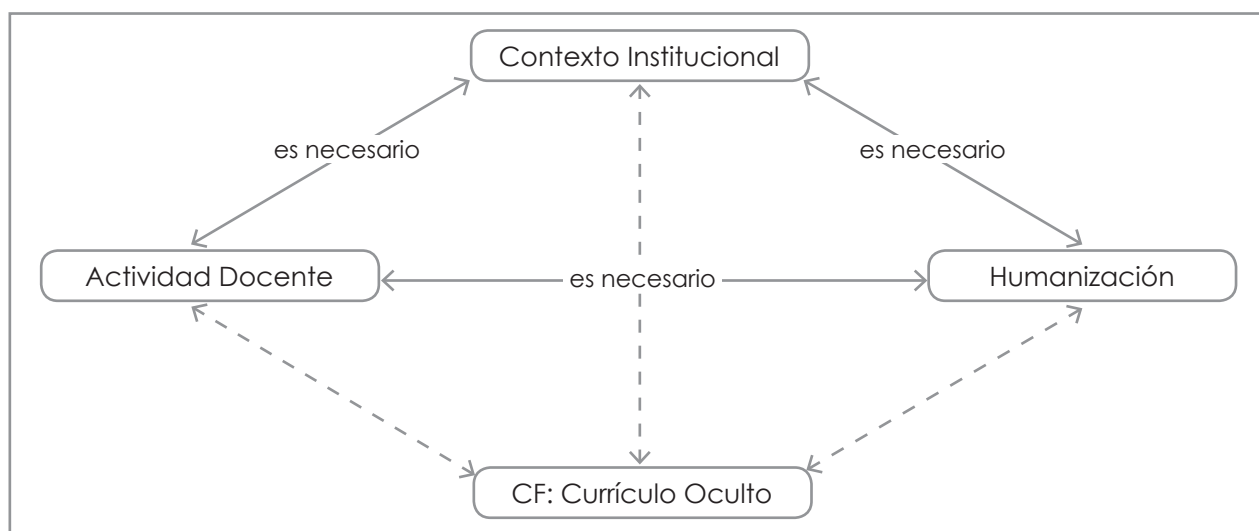 Contexto Institucional
es necesario
es necesario
Actividad Docente
es necesario
Humanización
CF: Currículo Oculto